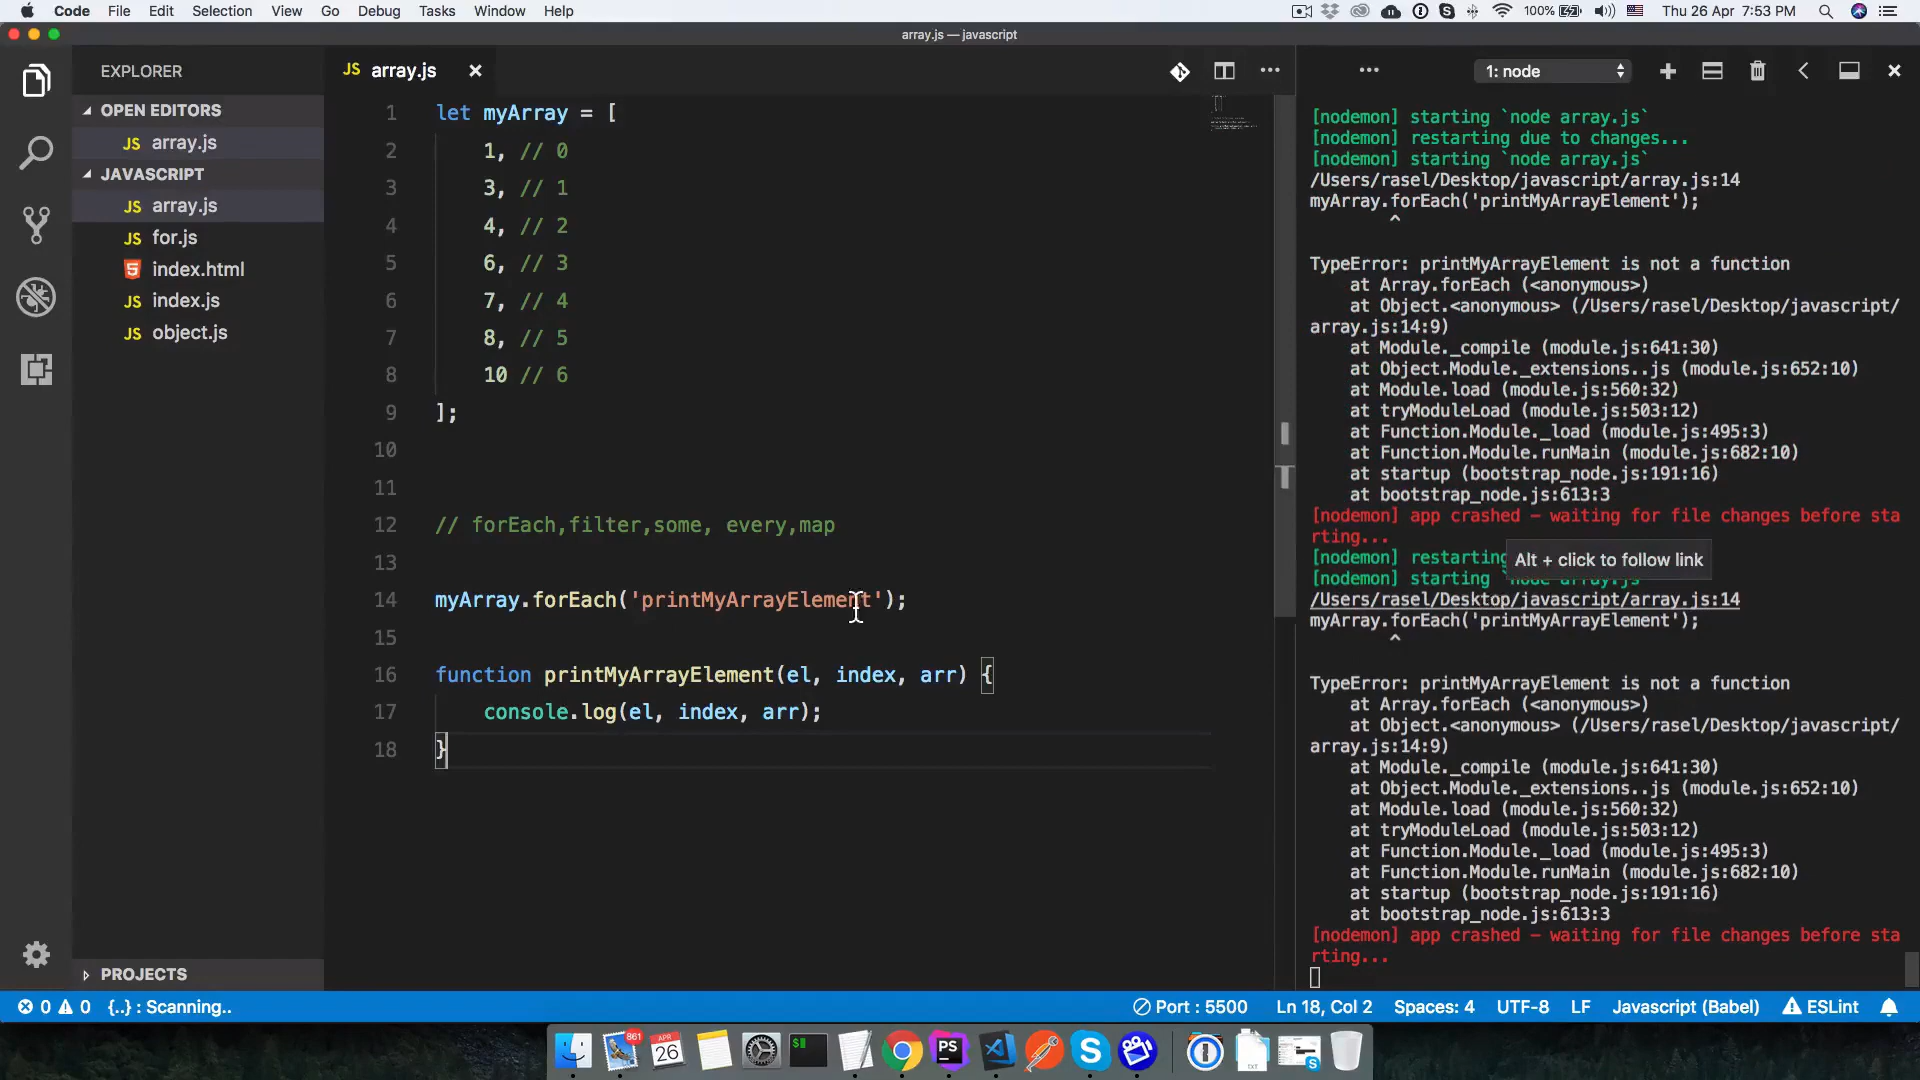 Code File Edit Selection View Go Debug Tasks Window Help 100% Thu 26 Apr 7:53 PM
array.js — javascript
EXPLORER
OPEN EDITORS
JS array.js
JAVASCRIPT
JS array.js
JS for.js
index.html
JS index.js
JS object.js
PROJECTS
JS array.js
1 let myArray = [
2 1, // 0
3 3, // 1
4 4, // 2
5 6, // 3
6 7, // 4
7 8, // 5
8 10 // 6
9 ];
10
11
12 // forEach,filter,some, every,map
13
14 myArray.forEach('printMyArrayElement');
15
16 function printMyArrayElement(el, index, arr) {
17 console.log(el, index, arr);
18 }
1: node
[nodemon] starting `node array.js`
[nodemon] restarting due to changes...
[nodemon] starting `node array.js`
/Users/rasel/Desktop/javascript/array.js:14
myArray.forEach('printMyArrayElement');
^
TypeError: printMyArrayElement is not a function
at Array.forEach (<anonymous>)
at Object.<anonymous> (/Users/rasel/Desktop/javascript/
array.js:14:9)
at Module._compile (module.js:641:30)
at Object.Module._extensions..js (module.js:652:10)
at Module.load (module.js:560:32)
at tryModuleLoad (module.js:503:12)
at Function.Module._load (module.js:495:3)
at Function.Module.runMain (module.js:682:10)
at startup (bootstrap_node.js:191:16)
at bootstrap_node.js:613:3
[nodemon] app crashed – waiting for file changes before sta
rting...
[nodemon] restarting
Alt + click to follow link
[nodemon] starting `node array.js`
/Users/rasel/Desktop/javascript/array.js:14
myArray.forEach('printMyArrayElement');
^
TypeError: printMyArrayElement is not a function
at Array.forEach (<anonymous>)
at Object.<anonymous> (/Users/rasel/Desktop/javascript/
array.js:14:9)
at Module._compile (module.js:641:30)
at Object.Module._extensions..js (module.js:652:10)
at Module.load (module.js:560:32)
at tryModuleLoad (module.js:503:12)
at Function.Module._load (module.js:495:3)
at Function.Module.runMain (module.js:682:10)
at startup (bootstrap_node.js:191:16)
at bootstrap_node.js:613:3
[nodemon] app crashed – waiting for file changes before sta
rting...
0 0 {..} : Scanning.. Port : 5500 Ln 18, Col 2 Spaces: 4 UTF-8 LF Javascript (Babel) ESLint
861
APR
26
$
PS
S
TXT
S